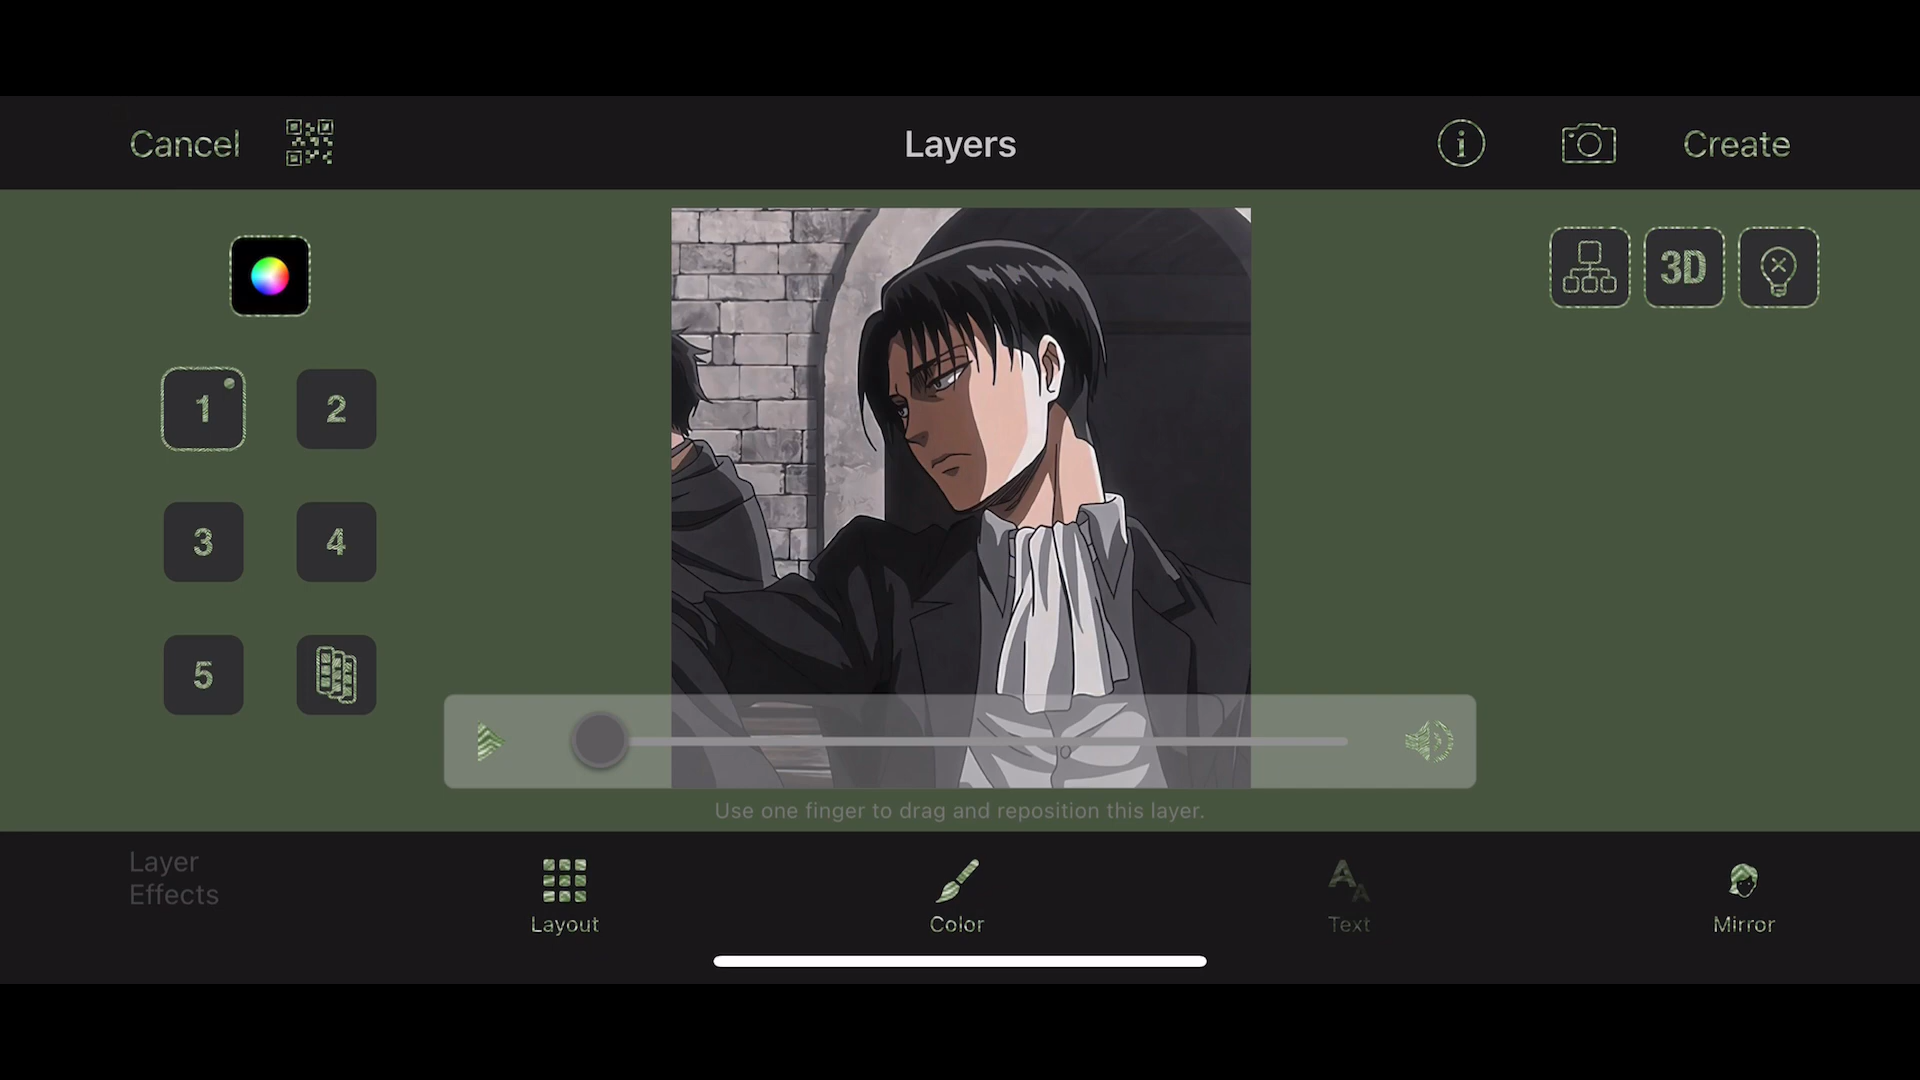 Cancel
Layers
Create
3D
1
2
3
4
5
Use one finger to drag and reposition this layer.
Layer
Effects
Layout
Color
Text
Mirror